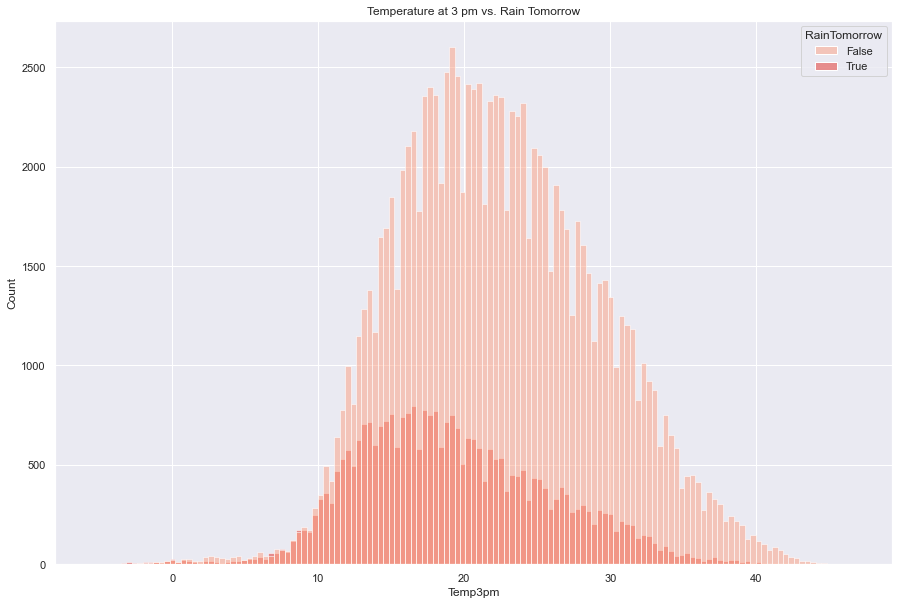 Temperature at 3 pm vs. Rain Tomorrow
RainTomorrow
False
True
2500
2000
1500
1000
500
0
Count
0 10 20 30 40
Temp3pm